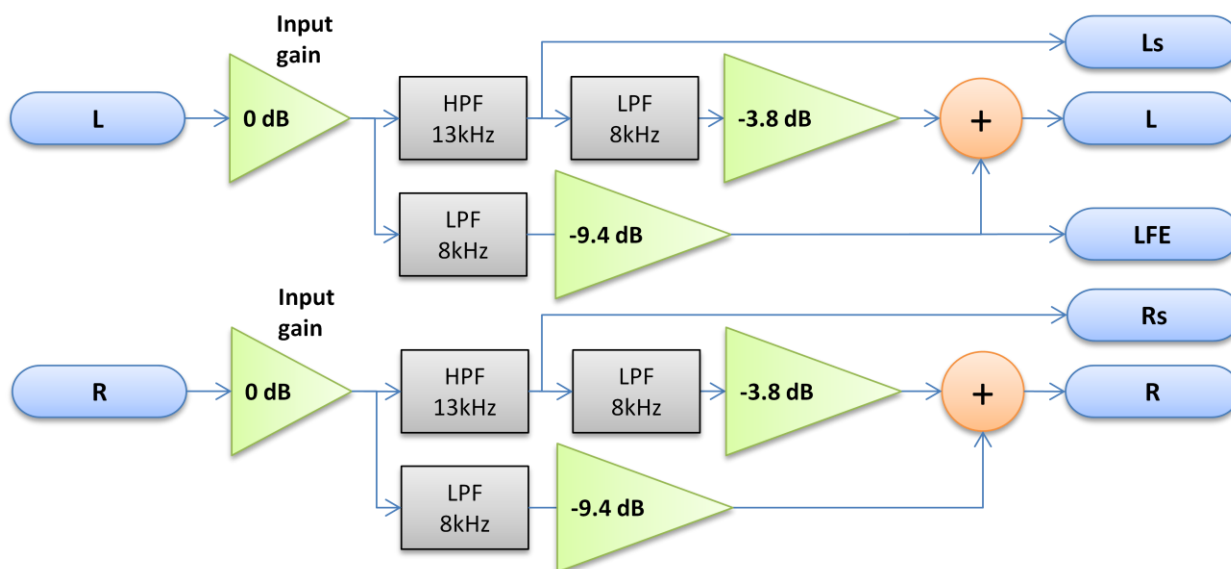 Input
gain
Ls
L
0 dB
HPF
13kHz
LPF
8kHz
-3.8 dB
+
L
LPF
8kHz
-9.4 dB
LFE
Input
gain
Rs
R
0 dB
HPF
13kHz
LPF
8kHz
-3.8 dB
+
R
LPF
8kHz
-9.4 dB